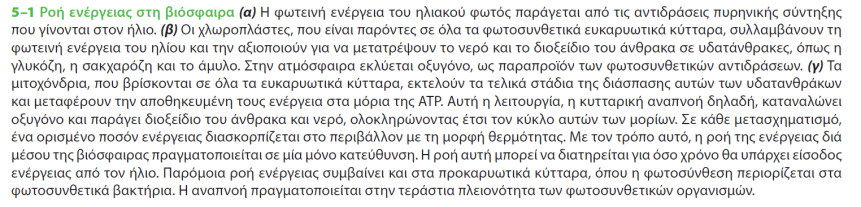 5–1 Ροή ενέργειας στη βιόσφαιρα (α) Η φωτεινή ενέργεια του ηλιακού φωτός παράγεται από τις αντιδράσεις πυρηνικής σύντηξης
που γίνονται στον ήλιο. (β) Οι χλωροπλάστες, που είναι παρόντες σε όλα τα φωτοσυνθετικά ευκαρυωτικά κύτταρα, συλλαμβάνουν τη
φωτεινή ενέργεια του ηλίου και την αξιοποιούν για να μετατρέψουν το νερό και το διοξείδιο του άνθρακα σε υδατάνθρακες, όπως η
γλυκόζη, η σακχαρόζη και το άμυλο. Στην ατμόσφαιρα εκλύεται οξυγόνο, ως παραπροϊόν των φωτοσυνθετικών αντιδράσεων. (γ) Τα
μιτοχόνδρια, που βρίσκονται σε όλα τα ευκαρυωτικά κύτταρα, εκτελούν τα τελικά στάδια της διάσπασης αυτών των υδατανθράκων
και μεταφέρουν την αποθηκευμένη τους ενέργεια στα μόρια της ATP. Αυτή η λειτουργία, η κυτταρική αναπνοή δηλαδή, καταναλώνει
οξυγόνο και παράγει διοξείδιο του άνθρακα και νερό, ολοκληρώνοντας έτσι τον κύκλο αυτών των μορίων. Σε κάθε μετασχηματισμό,
ένα ορισμένο ποσόν ενέργειας διασκορπίζεται στο περιβάλλον με τη μορφή θερμότητας. Με τον τρόπο αυτό, η ροή της ενέργειας διά
μέσου της βιόσφαιρας πραγματοποιείται σε μία μόνο κατεύθυνση. Η ροή αυτή μπορεί να διατηρείται για όσο χρόνο θα υπάρχει είσοδος
ενέργειας από τον ήλιο. Παρόμοια ροή ενέργειας συμβαίνει και στα προκαρυωτικά κύτταρα, όπου η φωτοσύνθεση περιορίζεται στα
φωτοσυνθετικά βακτήρια. Η αναπνοή πραγματοποιείται στην τεράστια πλειονότητα των φωτοσυνθετικών οργανισμών.